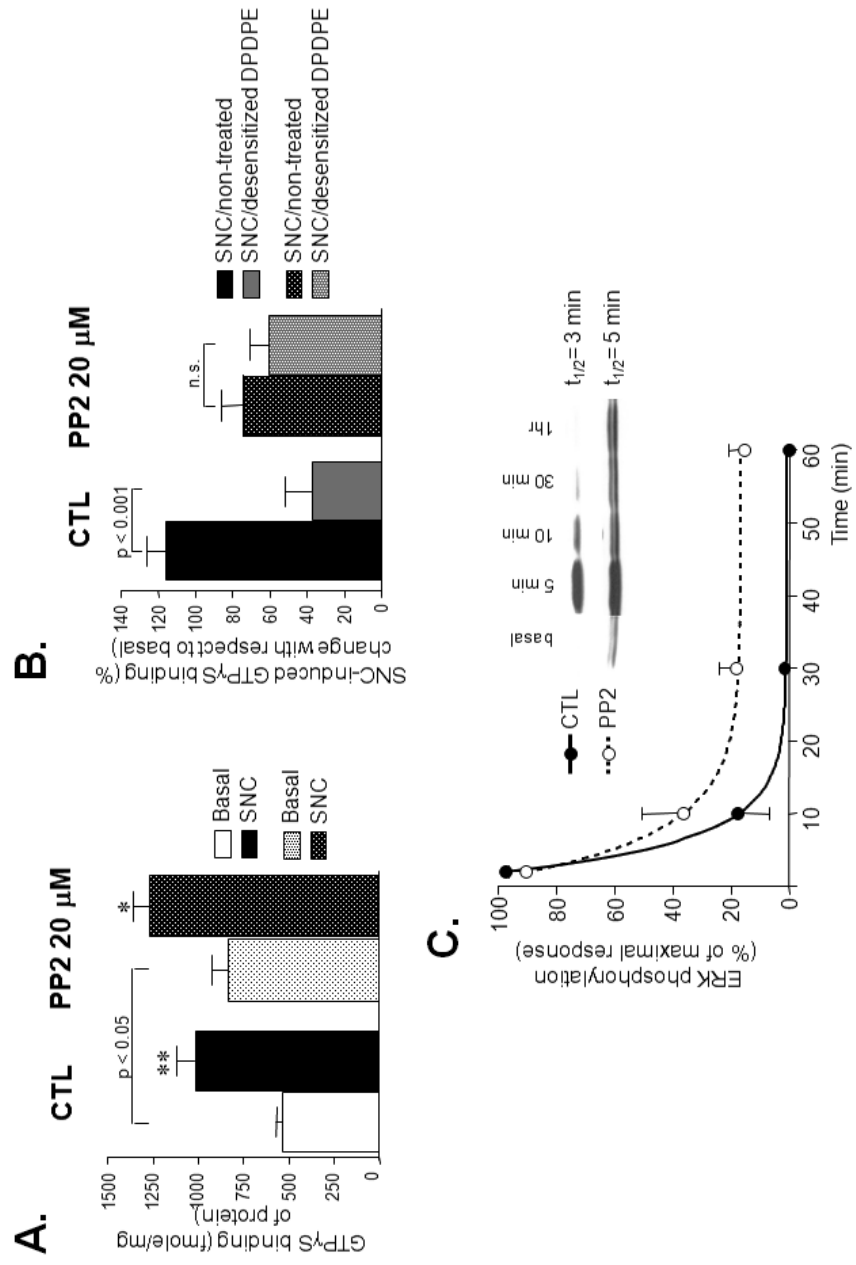 A.
CTL PP2 20 µM
p < 0.05
**
*
1500
1250
1000
750
500
250
0
GTPγS binding (fmole/mg
of protein)
Basal
SNC
Basal
SNC
B.
CTL PP2 20 µM
p < 0.001
n.s.
140
120
100
80
60
40
20
0
SNC-induced GTPγS binding (%
change with respect to basal)
SNC/non-treated
SNC/desensitized DPDPE
SNC/non-treated
SNC/desensitized DPDPE
C.
100
80
60
40
20
0
ERK phosphorylation
(% of maximal response)
10 20 30 40 50 60
Time (min)
CTL
PP2
basal 5 min 10 min 30 min 1hr
t1/2= 3 min
t1/2= 5 min